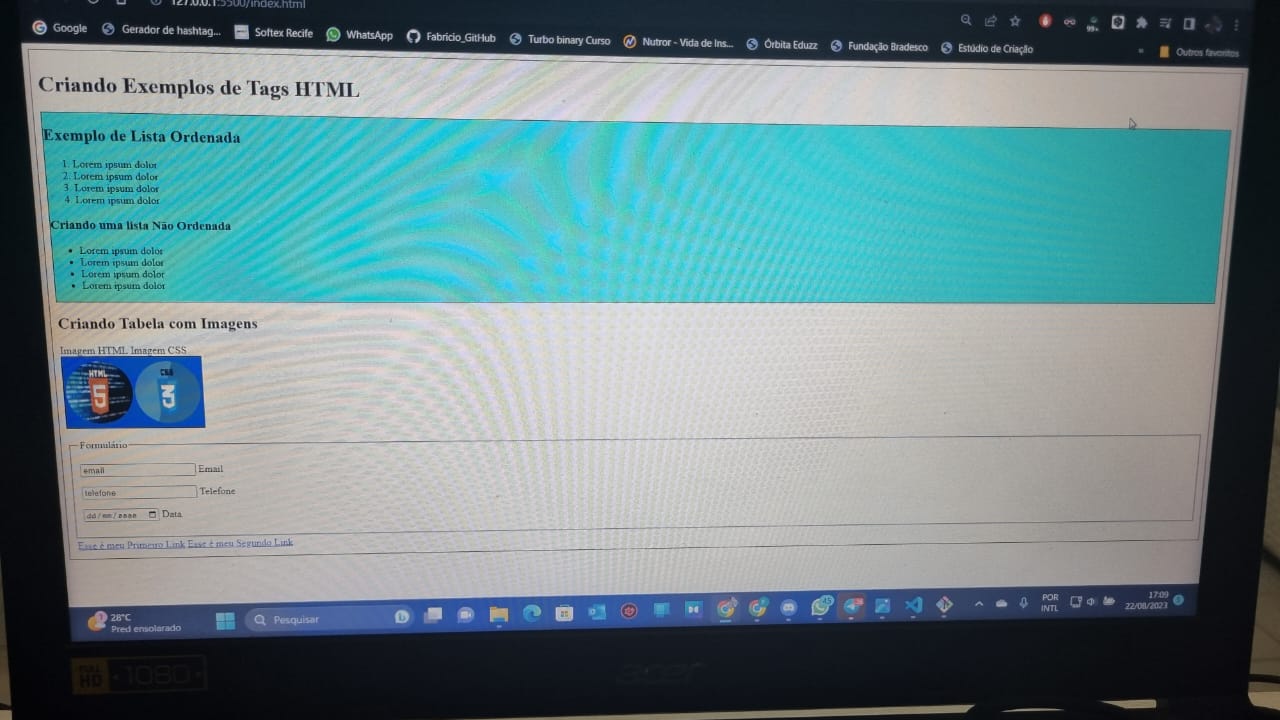 127.0.0.1:5500/index.html
Google Gerador de hashtag... Softex Recife WhatsApp Fabricio_GitHub Turbo binary Curso Nutror - Vida de Ins... Órbita Eduzz Fundação Bradesco Estúdio de Criação » Outros favoritos
99+
Criando Exemplos de Tags HTML
Exemplo de Lista Ordenada
1. Lorem ipsum dolor
2. Lorem ipsum dolor
3. Lorem ipsum dolor
4. Lorem ipsum dolor
Criando uma lista Não Ordenada
• Lorem ipsum dolor
• Lorem ipsum dolor
• Lorem ipsum dolor
• Lorem ipsum dolor
Criando Tabela com Imagens
Imagem HTML Imagem CSS
HTML 5 CSS 3
Formulário
email Email
telefone Telefone
dd/mm/aaaa Data
Esse é meu Primeiro Link Esse é meu Segundo Link
28°C
Pred ensolarado
Pesquisar
POR
INTL
17:09
22/08/2023
FULL HD 1080
acer